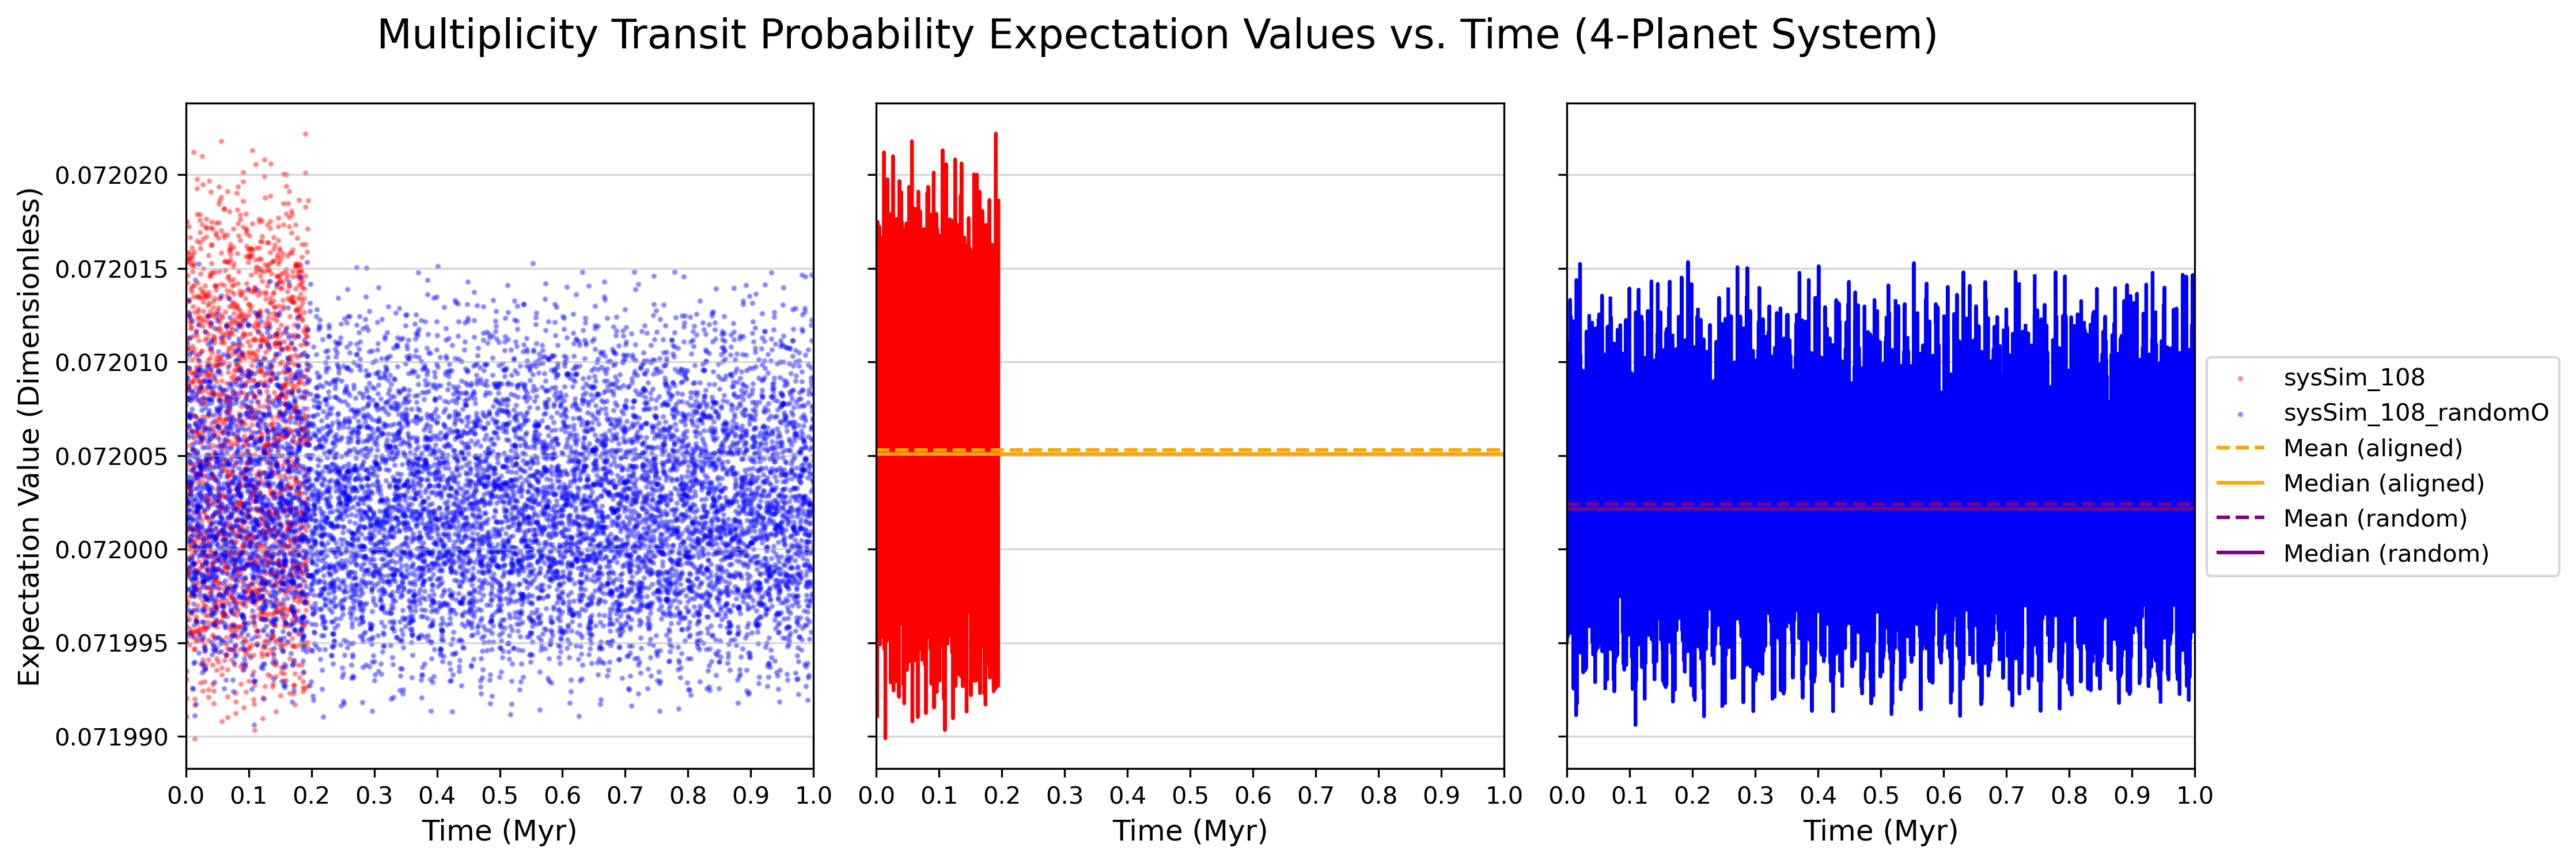 Multiplicity Transit Probability Expectation Values vs. Time (4-Planet System)
Expectation Value (Dimensionless)
0.072020
0.072015
0.072010
0.072005
0.072000
0.071995
0.071990
0.0 0.1 0.2 0.3 0.4 0.5 0.6 0.7 0.8 0.9 1.0
Time (Myr)
0.0 0.1 0.2 0.3 0.4 0.5 0.6 0.7 0.8 0.9 1.0
Time (Myr)
0.0 0.1 0.2 0.3 0.4 0.5 0.6 0.7 0.8 0.9 1.0
Time (Myr)
sysSim_108
sysSim_108_randomO
Mean (aligned)
Median (aligned)
Mean (random)
Median (random)